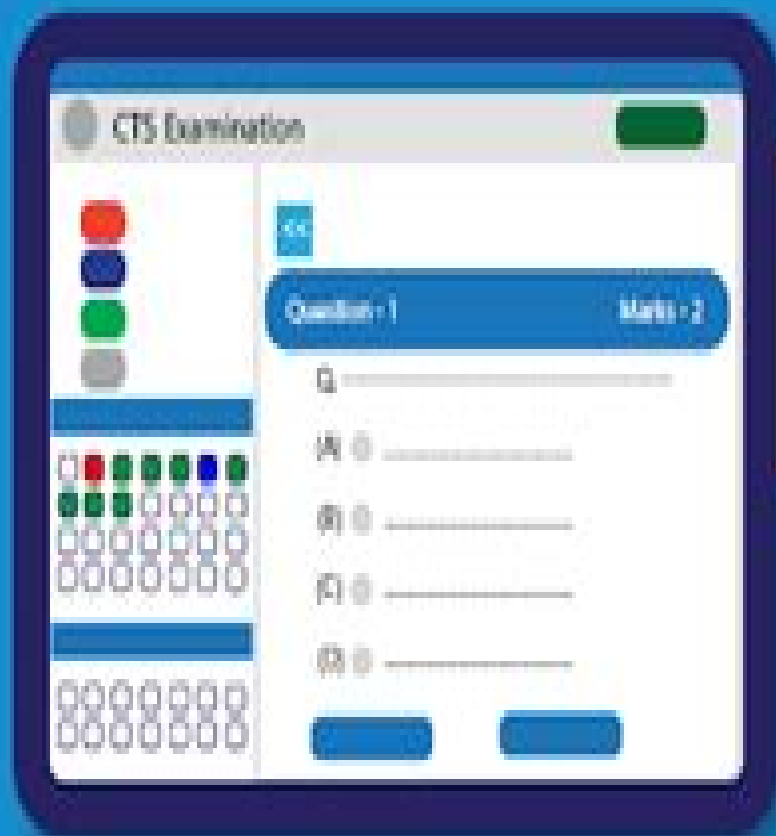 CTS Examination
<<
Question - 1 Marks - 2
Q.
(A)
(B)
(C)
(D)